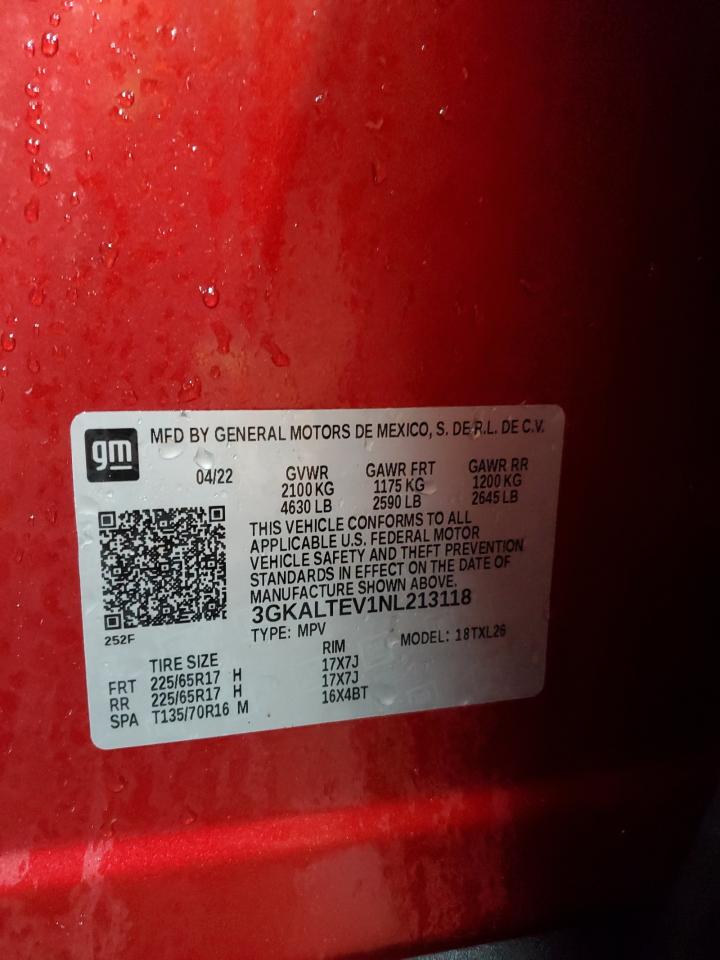 gm
MFD BY GENERAL MOTORS DE MEXICO, S. DE R.L. DE C.V.
04/22 GVWR GAWR FRT GAWR RR
2100 KG 1175 KG 1200 KG
4630 LB 2590 LB 2645 LB
THIS VEHICLE CONFORMS TO ALL
APPLICABLE U.S. FEDERAL MOTOR
VEHICLE SAFETY AND THEFT PREVENTION
STANDARDS IN EFFECT ON THE DATE OF
MANUFACTURE SHOWN ABOVE.
3GKALTEV1NL213118
252F
TYPE: MPV MODEL: 18TXL26
TIRE SIZE RIM
FRT 225/65R17 H 17X7J
RR 225/65R17 H 17X7J
SPA T135/70R16 M 16X4BT